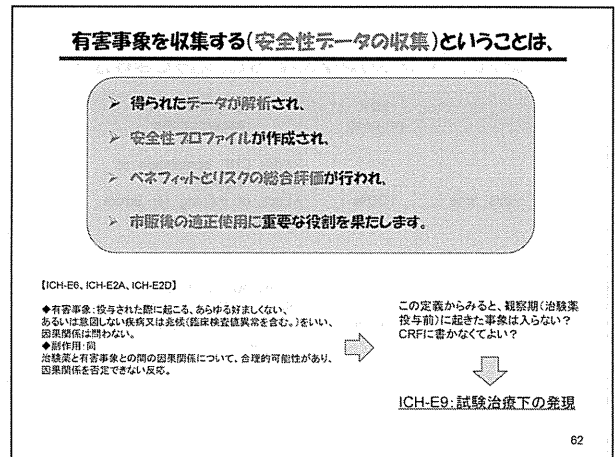 有害事象を収集する(安全性データの収集)ということは、
➢ 得られたデータが解析され、
➢ 安全性プロファイルが作成され、
➢ ベネフィットとリスクの総合評価が行われ、
➢ 市販後の適正使用に重要な役割を果たします。
【ICH-E6、ICH-E2A、ICH-E2D】
◆有害事象:投与された際に起こる、あらゆる好ましくない、
あるいは意図しない疾病又は兆候(臨床検査値異常を含む。)をいい、
因果関係は問わない。
◆副作用:同
治験薬と有害事象との間の因果関係について、合理的可能性があり、
因果関係を否定できない反応。
この定義からみると、観察期(治験薬
投与前)に起きた事象は入らない?
CRFに書かなくてよい?
ICH-E9:試験治療下の発現
62